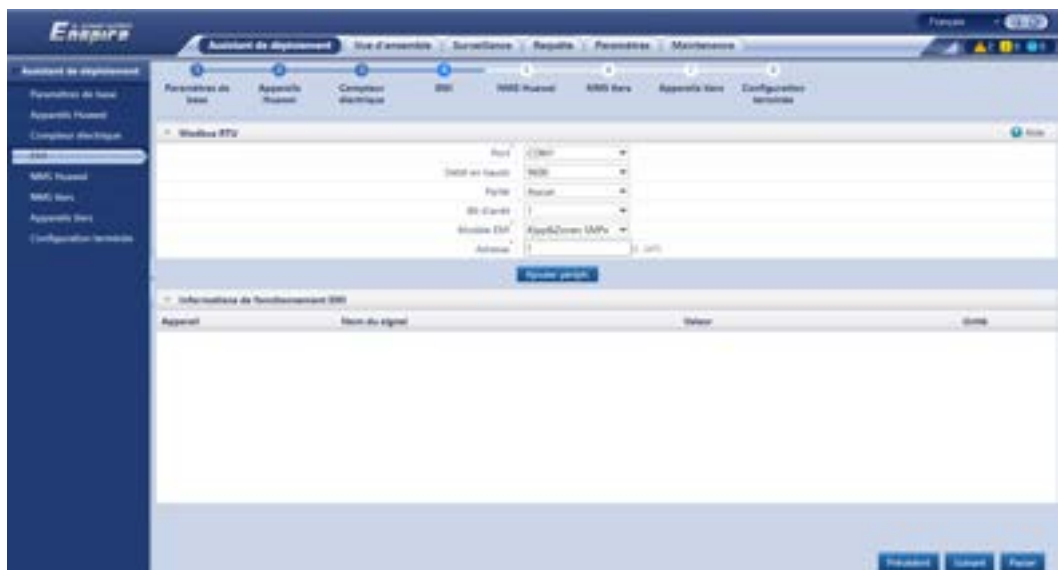 Enspire
Français
Assistant de déploiement
Vue d'ensemble
Surveillance
Requête
Paramètres
Maintenance
Assistant de déploiement
Paramètres de base
Appareils Huawei
Compteur électrique
EMI
NMS Huawei
NMS tiers
Appareils tiers
Configuration terminée
1
2
3
4
Paramètres de base
Appareils Huawei
Compteur électrique
EMI
NMS Huawei
NMS tiers
Appareils tiers
Configuration terminée
Modbus RTU
Aide
Port
Débit en bauds
9600
Parité
Aucun
Bit d'arrêt
1
Modèle EMI
Kipp&Zonen SMPx
Adresse
1
Ajouter périph.
Informations de fonctionnement EMI
Appareil
Nom du signal
Valeur
Unité
Précédent
Suivant
Passer